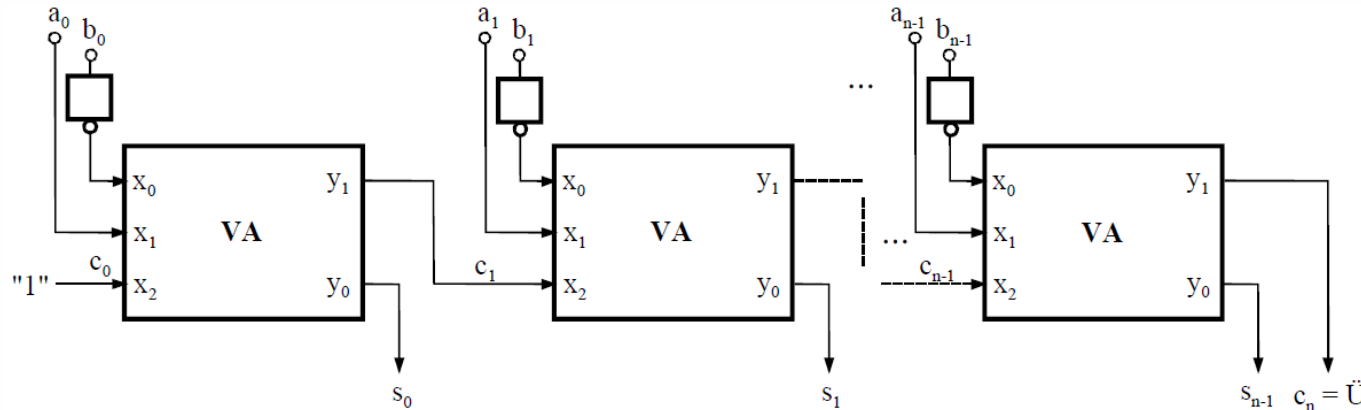 a₀ a₁ aₙ₋₁
b₀ b₁ bₙ₋₁
... 
x₀ y₁ x₀ y₁ x₀ y₁
VA VA VA
x₁ x₁ ... x₁
"1" c₀ x₂ y₀ c₁ x₂ y₀ cₙ₋₁ x₂ y₀
s₀ s₁ sₙ₋₁ cₙ = Ü